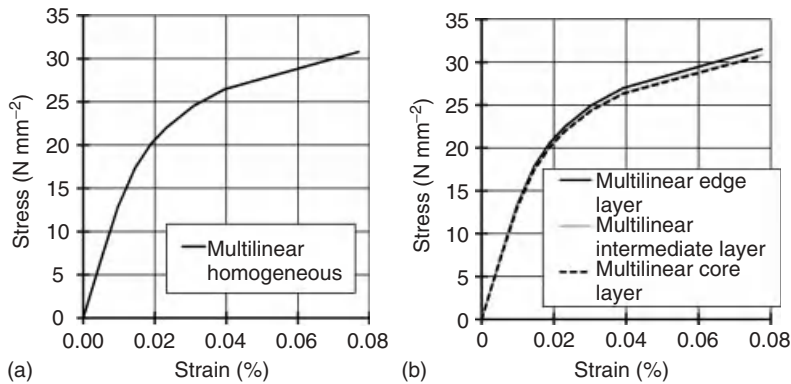 35
30
25
20
15
10
5
0
Stress (N mm−2)
0.00 0.02 0.04 0.06 0.08
Strain (%)
Multilinear
homogeneous
(a)
35
30
25
20
15
10
5
0
Stress (N mm−2)
0 0.02 0.04 0.06 0.08
Strain (%)
Multilinear edge
layer
Multilinear
intermediate layer
Multilinear core
layer
(b)